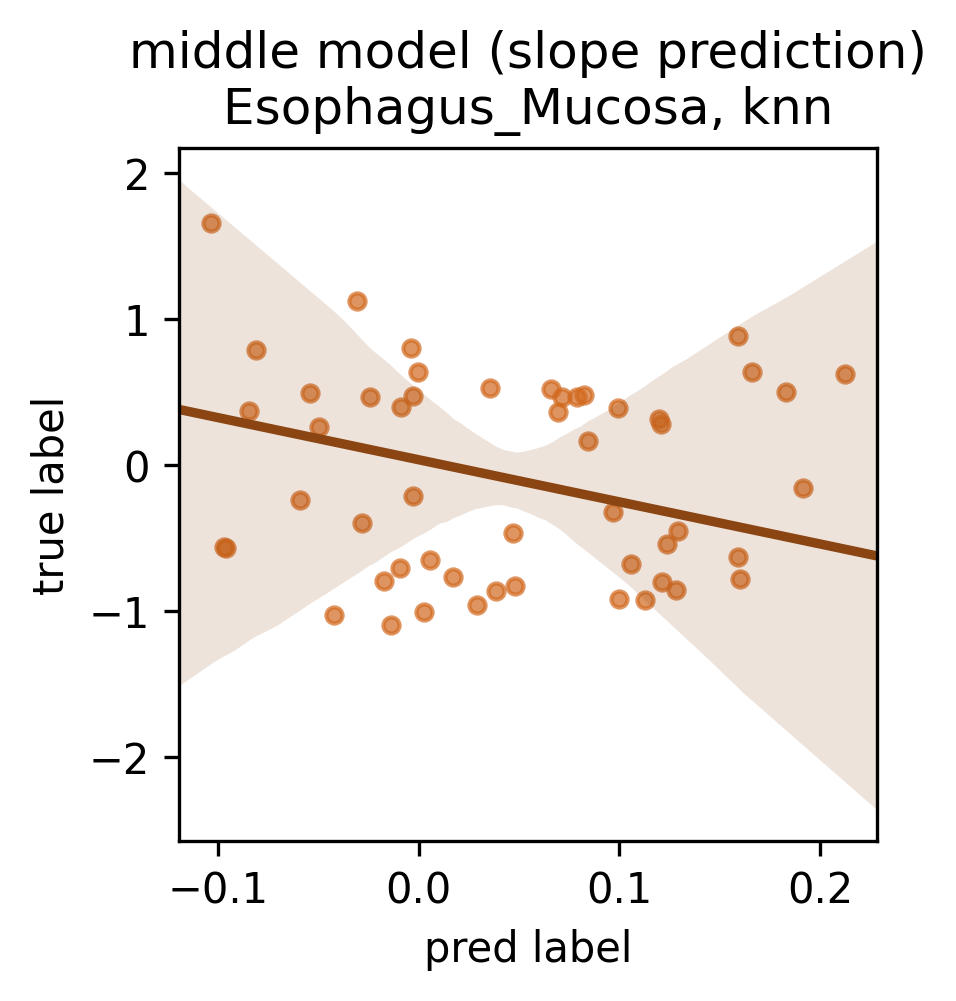 middle model (slope prediction)
Esophagus_Mucosa, knn
2
1
0
−1
−2
true label
−0.1 0.0 0.1 0.2
pred label